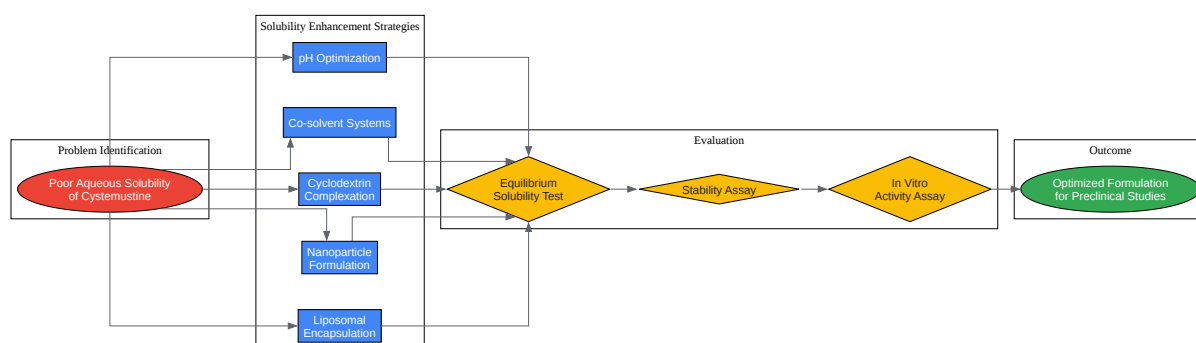 Problem Identification
Poor Aqueous Solubility
of Cystemustine
Solubility Enhancement Strategies
pH Optimization
Co-solvent Systems
Cyclodextrin
Complexation
Nanoparticle
Formulation
Liposomal
Encapsulation
Evaluation
Equilibrium
Solubility Test
Stability Assay
In Vitro
Activity Assay
Outcome
Optimized Formulation
for Preclinical Studies